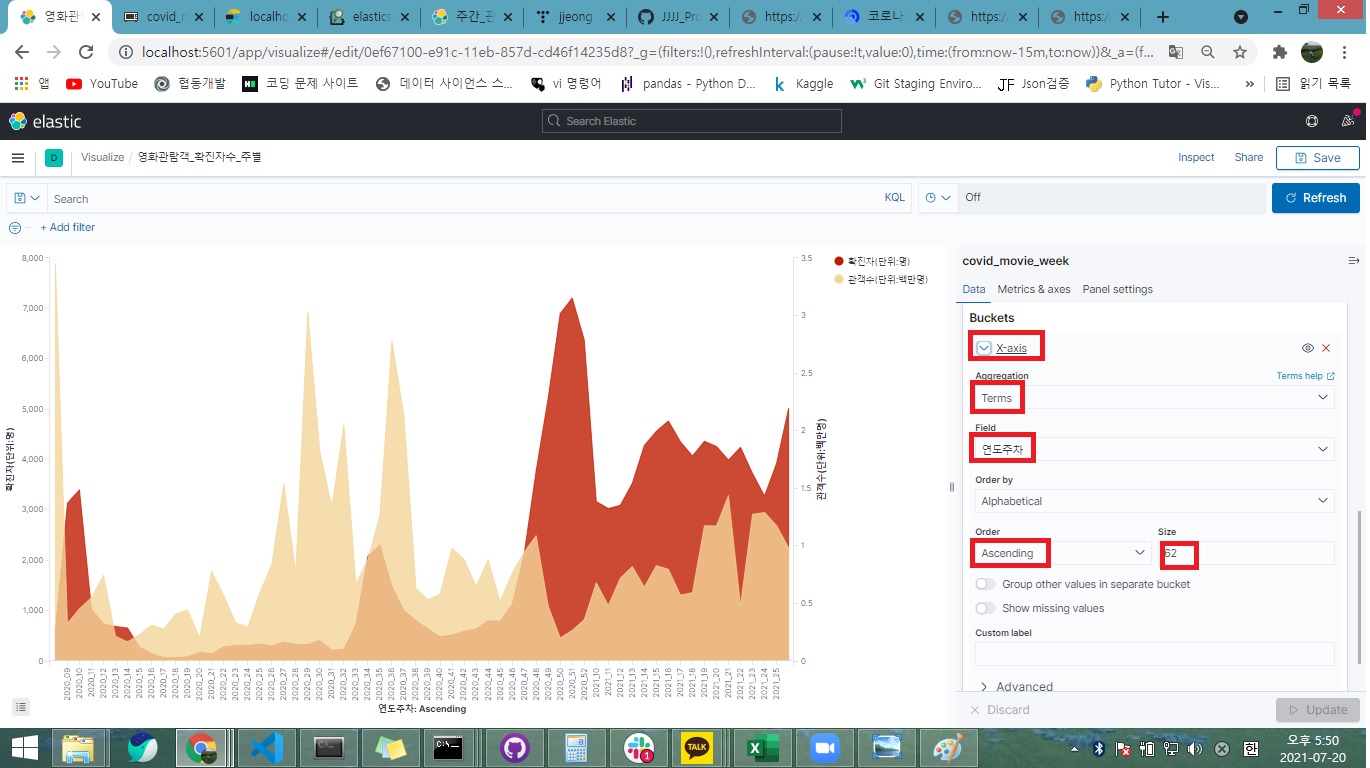 영화관람
covid_m
localho
elastics
주간_관
jjeong
JJJJ_Pro
https:/
코로나
https:/
https:/
localhost:5601/app/visualize#/edit/0ef67100-e91c-11eb-857d-cd46f14235d8?_g=(filters:!(),refreshInterval:(pause:!t,value:0),time:(from:now-15m,to:now))&_a=(f...
앱
YouTube
협동개발
코딩 문제 사이트
데이터 사이언스 스...
vi 명령어
pandas - Python D...
Kaggle
Git Staging Enviro...
Json검증
Python Tutor - Vis...
»
읽기 목록
elastic
Search Elastic
D
Visualize / 영화관람객_확진자수_주별
Inspect
Share
Save
Search
KQL
Off
Refresh
+ Add filter
8,000
7,000
6,000
5,000
4,000
3,000
2,000
1,000
0
확진자(단위:명)
3.5
3
2.5
2
1.5
1
0.5
0
관객수(단위:백만명)
확진자(단위:명)
관객수(단위:백만명)
2020_09
2020_10
2020_11
2020_12
2020_13
2020_14
2020_15
2020_16
2020_17
2020_18
2020_19
2020_20
2020_21
2020_22
2020_23
2020_24
2020_25
2020_26
2020_27
2020_28
2020_29
2020_30
2020_31
2020_32
2020_33
2020_34
2020_35
2020_36
2020_37
2020_38
2020_39
2020_40
2020_41
2020_42
2020_43
2020_44
2020_45
2020_46
2020_47
2020_48
2020_49
2020_50
2020_51
2020_52
2021_10
2021_11
2021_12
2021_13
2021_14
2021_15
2021_16
2021_17
2021_18
2021_19
2021_20
2021_21
2021_22
2021_23
2021_24
2021_25
연도주차: Ascending
covid_movie_week
Data
Metrics & axes
Panel settings
Buckets
X-axis
Aggregation
Terms help
Terms
Field
연도주차
Order by
Alphabetical
Order
Size
Ascending
62
Group other values in separate bucket
Show missing values
Custom label
Advanced
Discard
Update
C:\_
TALK
1
한
오후 5:50
2021-07-20